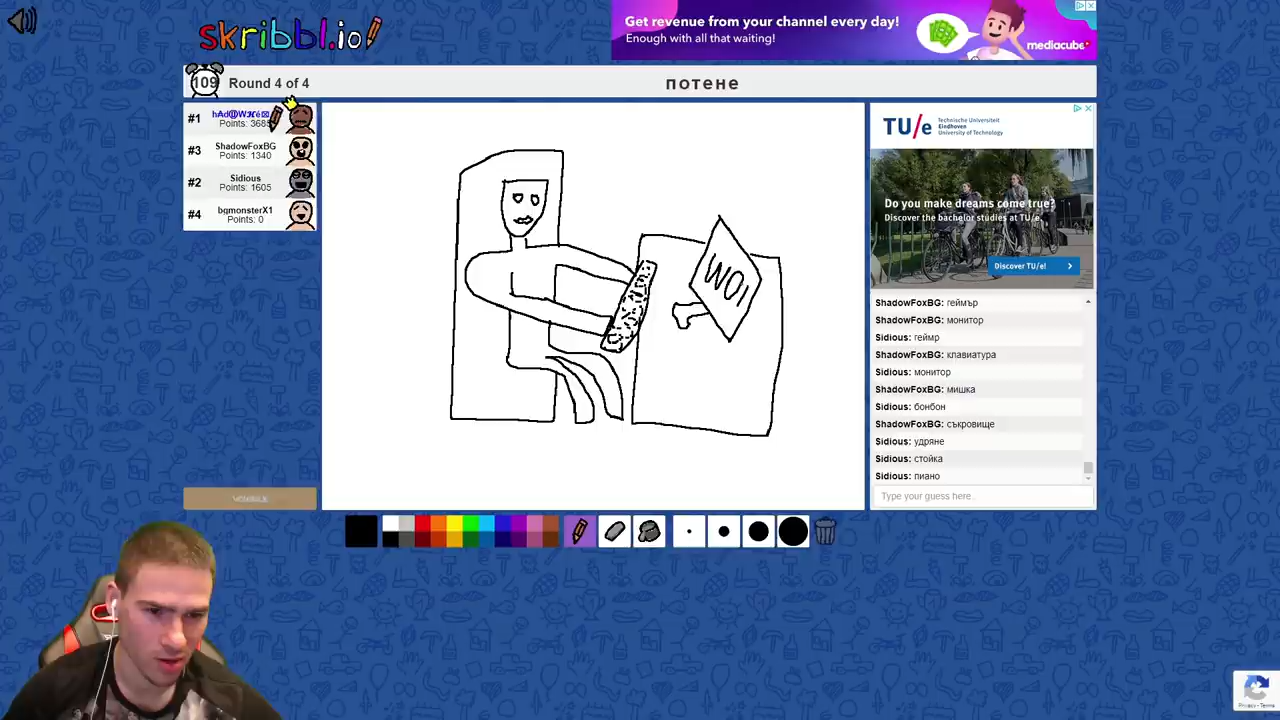 skribbl.io
Get revenue from your channel every day!
Enough with all that waiting!
mediacube
109
Round 4 of 4
потене
#1
Points: 3685
#3
ShadowFoxBG
Points: 1340
#2
Sidious
Points: 1605
#4
bgmonsterX1
Points: 0
WOI
TU/e
Technische Universiteit
Eindhoven
University of Technology
Do you make dreams come true?
Discover the bachelor studies at TU/e.
Discover TU/e!
ShadowFoxBG: геймър
ShadowFoxBG: монитор
Sidious: геймр
ShadowFoxBG: клавиатура
Sidious: монитор
ShadowFoxBG: мишка
Sidious: бонбон
ShadowFoxBG: съкровище
Sidious: удряне
Sidious: стойка
Sidious: пиано
Type your guess here...
Privacy - Terms